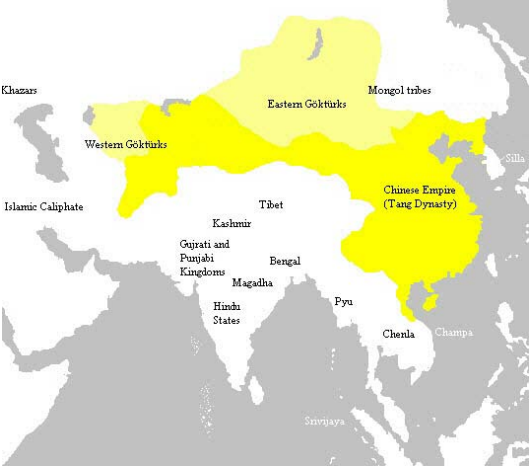 Khazars
Mongol tribes
Eastern Göktürks
Western Göktürks
Silla
Chinese Empire
(Tang Dynasty)
Islamic Caliphate
Tibet
Kashmir
Gujrati and
Punjabi
Kingdoms
Bengal
Magadha
Pyu
Hindu
States
Chenla
Champa
Srivijaya